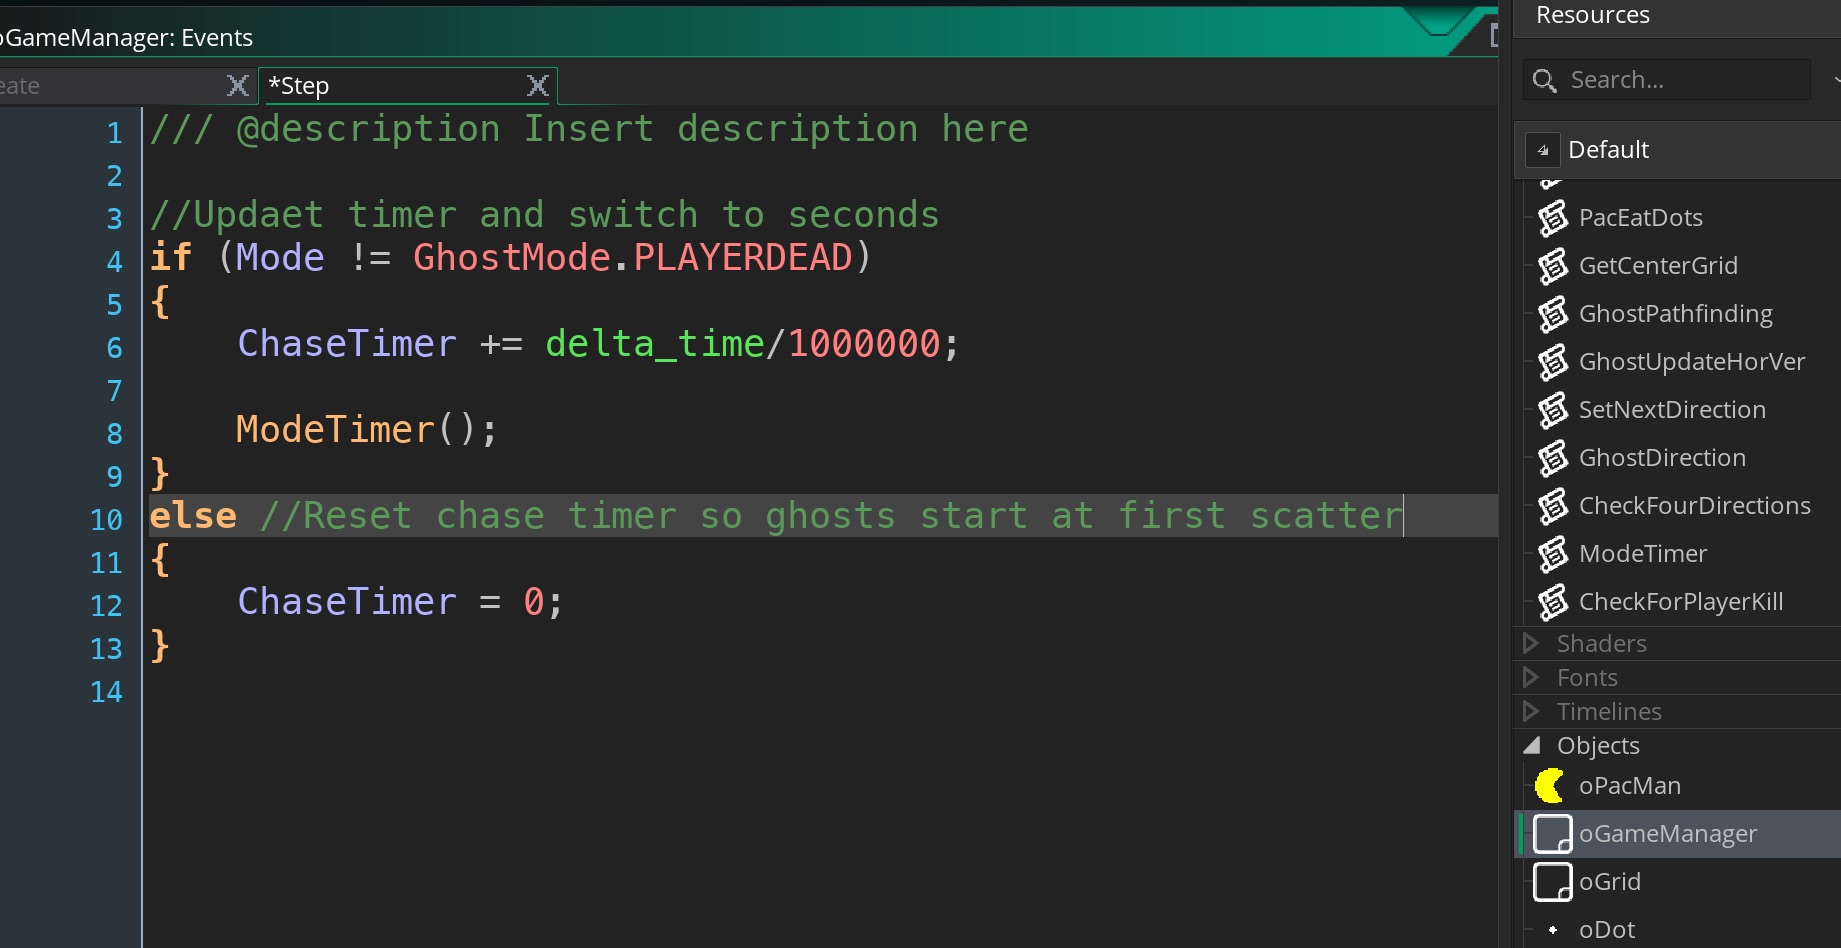 oGameManager: Events
eate
*Step
1 /// @description Insert description here
2
3 //Updaet timer and switch to seconds
4 if (Mode != GhostMode.PLAYERDEAD)
5 {
6 ChaseTimer += delta_time/1000000;
7
8 ModeTimer();
9 }
10 else //Reset chase timer so ghosts start at first scatter
11 {
12 ChaseTimer = 0;
13 }
14
Resources
Search...
Default
PacEatDots
GetCenterGrid
GhostPathfinding
GhostUpdateHorVer
SetNextDirection
GhostDirection
CheckFourDirections
ModeTimer
CheckForPlayerKill
Shaders
Fonts
Timelines
Objects
oPacMan
oGameManager
oGrid
oDot